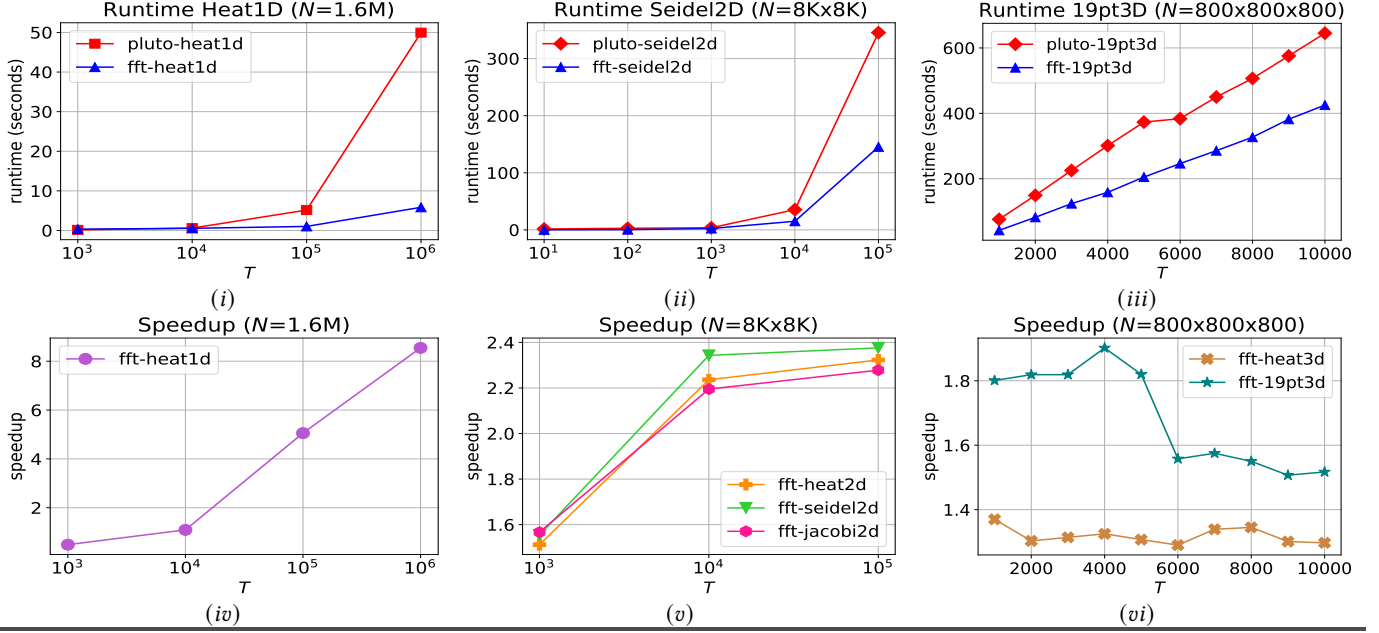 Runtime Heat1D (N=1.6M)
runtime (seconds)
50
40
30
20
10
0
pluto-heat1d
fft-heat1d
10³ 10⁴ 10⁵ 10⁶
T
(i)
Runtime Seidel2D (N=8Kx8K)
runtime (seconds)
300
200
100
0
pluto-seidel2d
fft-seidel2d
10¹ 10² 10³ 10⁴ 10⁵
T
(ii)
Runtime 19pt3D (N=800x800x800)
runtime (seconds)
600
400
200
pluto-19pt3d
fft-19pt3d
2000 4000 6000 8000 10000
T
(iii)
Speedup (N=1.6M)
speedup
8
6
4
2
fft-heat1d
10³ 10⁴ 10⁵ 10⁶
T
(iv)
Speedup (N=8Kx8K)
speedup
2.4
2.2
2.0
1.8
1.6
fft-heat2d
fft-seidel2d
fft-jacobi2d
10³ 10⁴ 10⁵
T
(v)
Speedup (N=800x800x800)
speedup
1.8
1.6
1.4
fft-heat3d
fft-19pt3d
2000 4000 6000 8000 10000
T
(vi)